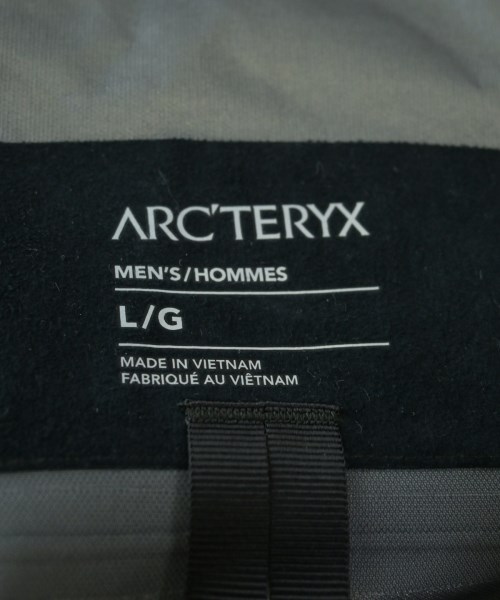 ARC'TERYX
MEN'S/HOMMES
L/G
MADE IN VIETNAM
FABRIQUÉ AU VIÊTNAM